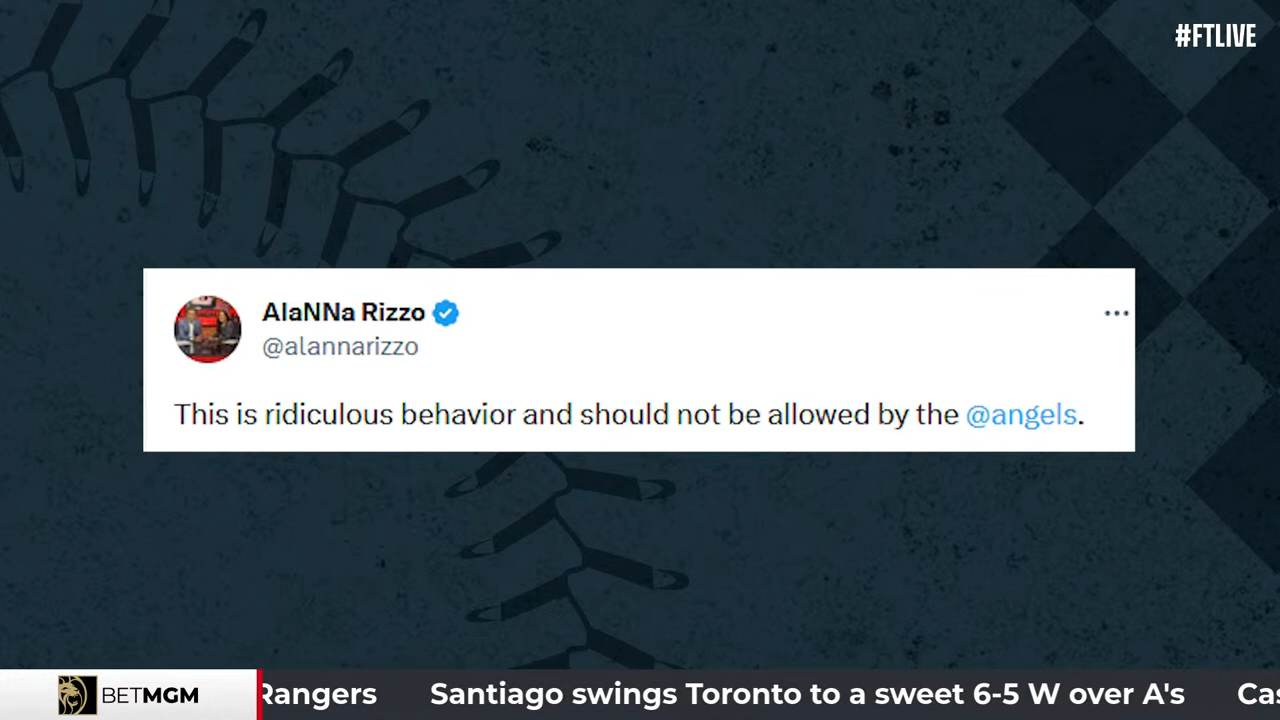 #FTLIVE
AlaNNa Rizzo
@alannarizzo
This is ridiculous behavior and should not be allowed by the @angels.
BETMGM
Rangers Santiago swings Toronto to a sweet 6-5 W over A's Cas